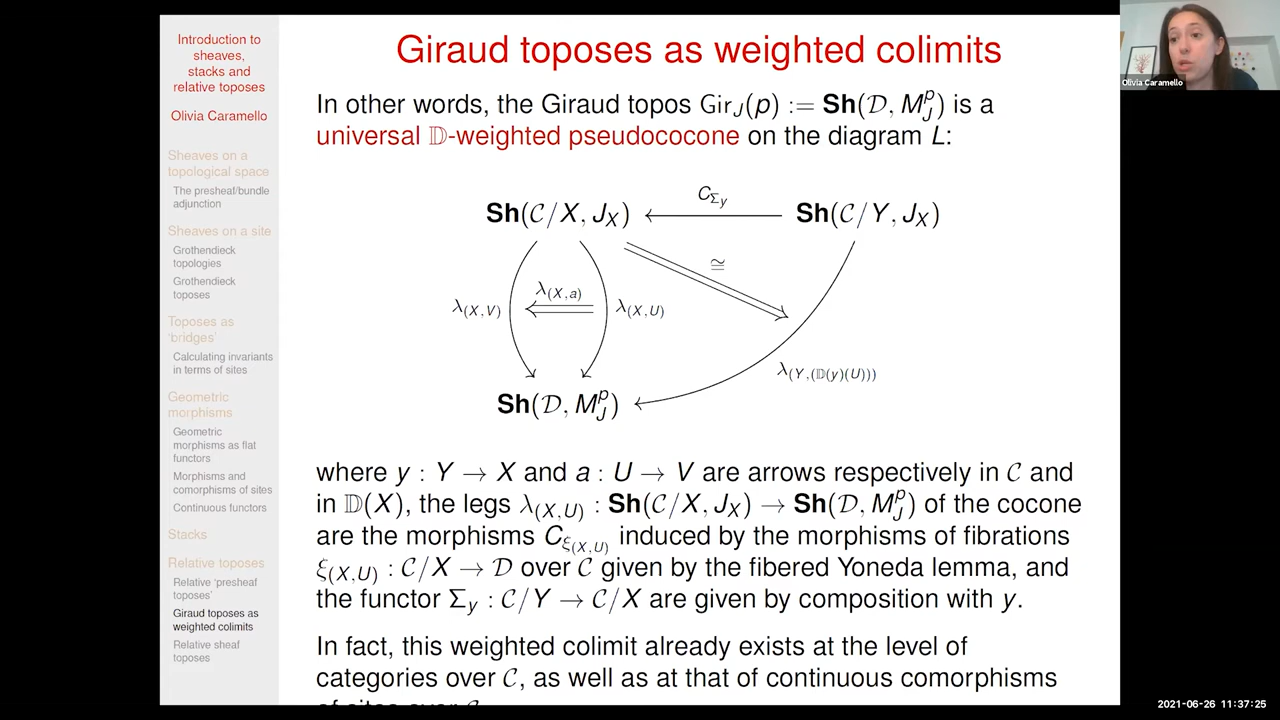 Introduction to
sheaves,
stacks and
relative toposes
Olivia Caramello
Sheaves on a
topological space
The presheaf/bundle
adjunction
Sheaves on a site
Grothendieck
topologies
Grothendieck
toposes
Toposes as
'bridges'
Calculating invariants
in terms of sites
Geometric
morphisms
Geometric
morphisms as flat
functors
Morphisms and
comorphisms of sites
Continuous functors
Stacks
Relative toposes
Relative 'presheaf
toposes'
Giraud toposes as
weighted colimits
Relative sheaf
toposes
Giraud toposes as weighted colimits
In other words, the Giraud topos Gir_J(p) := Sh(𝒟, M_J^p) is a
universal 𝔻-weighted pseudococone on the diagram L:
C_{Σ_y}
Sh(𝒞/X, J_X) Sh(𝒞/Y, J_X)
≅
λ_(X,V) λ_(X,a) λ_(X,U)
λ_(Y,(𝔻(y)(U)))
Sh(𝒟, M_J^p)
where y : Y → X and a : U → V are arrows respectively in 𝒞 and
in 𝔻(X), the legs λ_(X,U) : Sh(𝒞/X, J_X) → Sh(𝒟, M_J^p) of the cocone
are the morphisms C_{ξ_(X,U)} induced by the morphisms of fibrations
ξ_(X,U) : 𝒞/X → 𝒟 over 𝒞 given by the fibered Yoneda lemma, and
the functor Σ_y : 𝒞/Y → 𝒞/X are given by composition with y.
In fact, this weighted colimit already exists at the level of
categories over 𝒞, as well as at that of continuous comorphisms
of sites over 𝒞
Olivia Caramello
2021-06-26 11:37:25